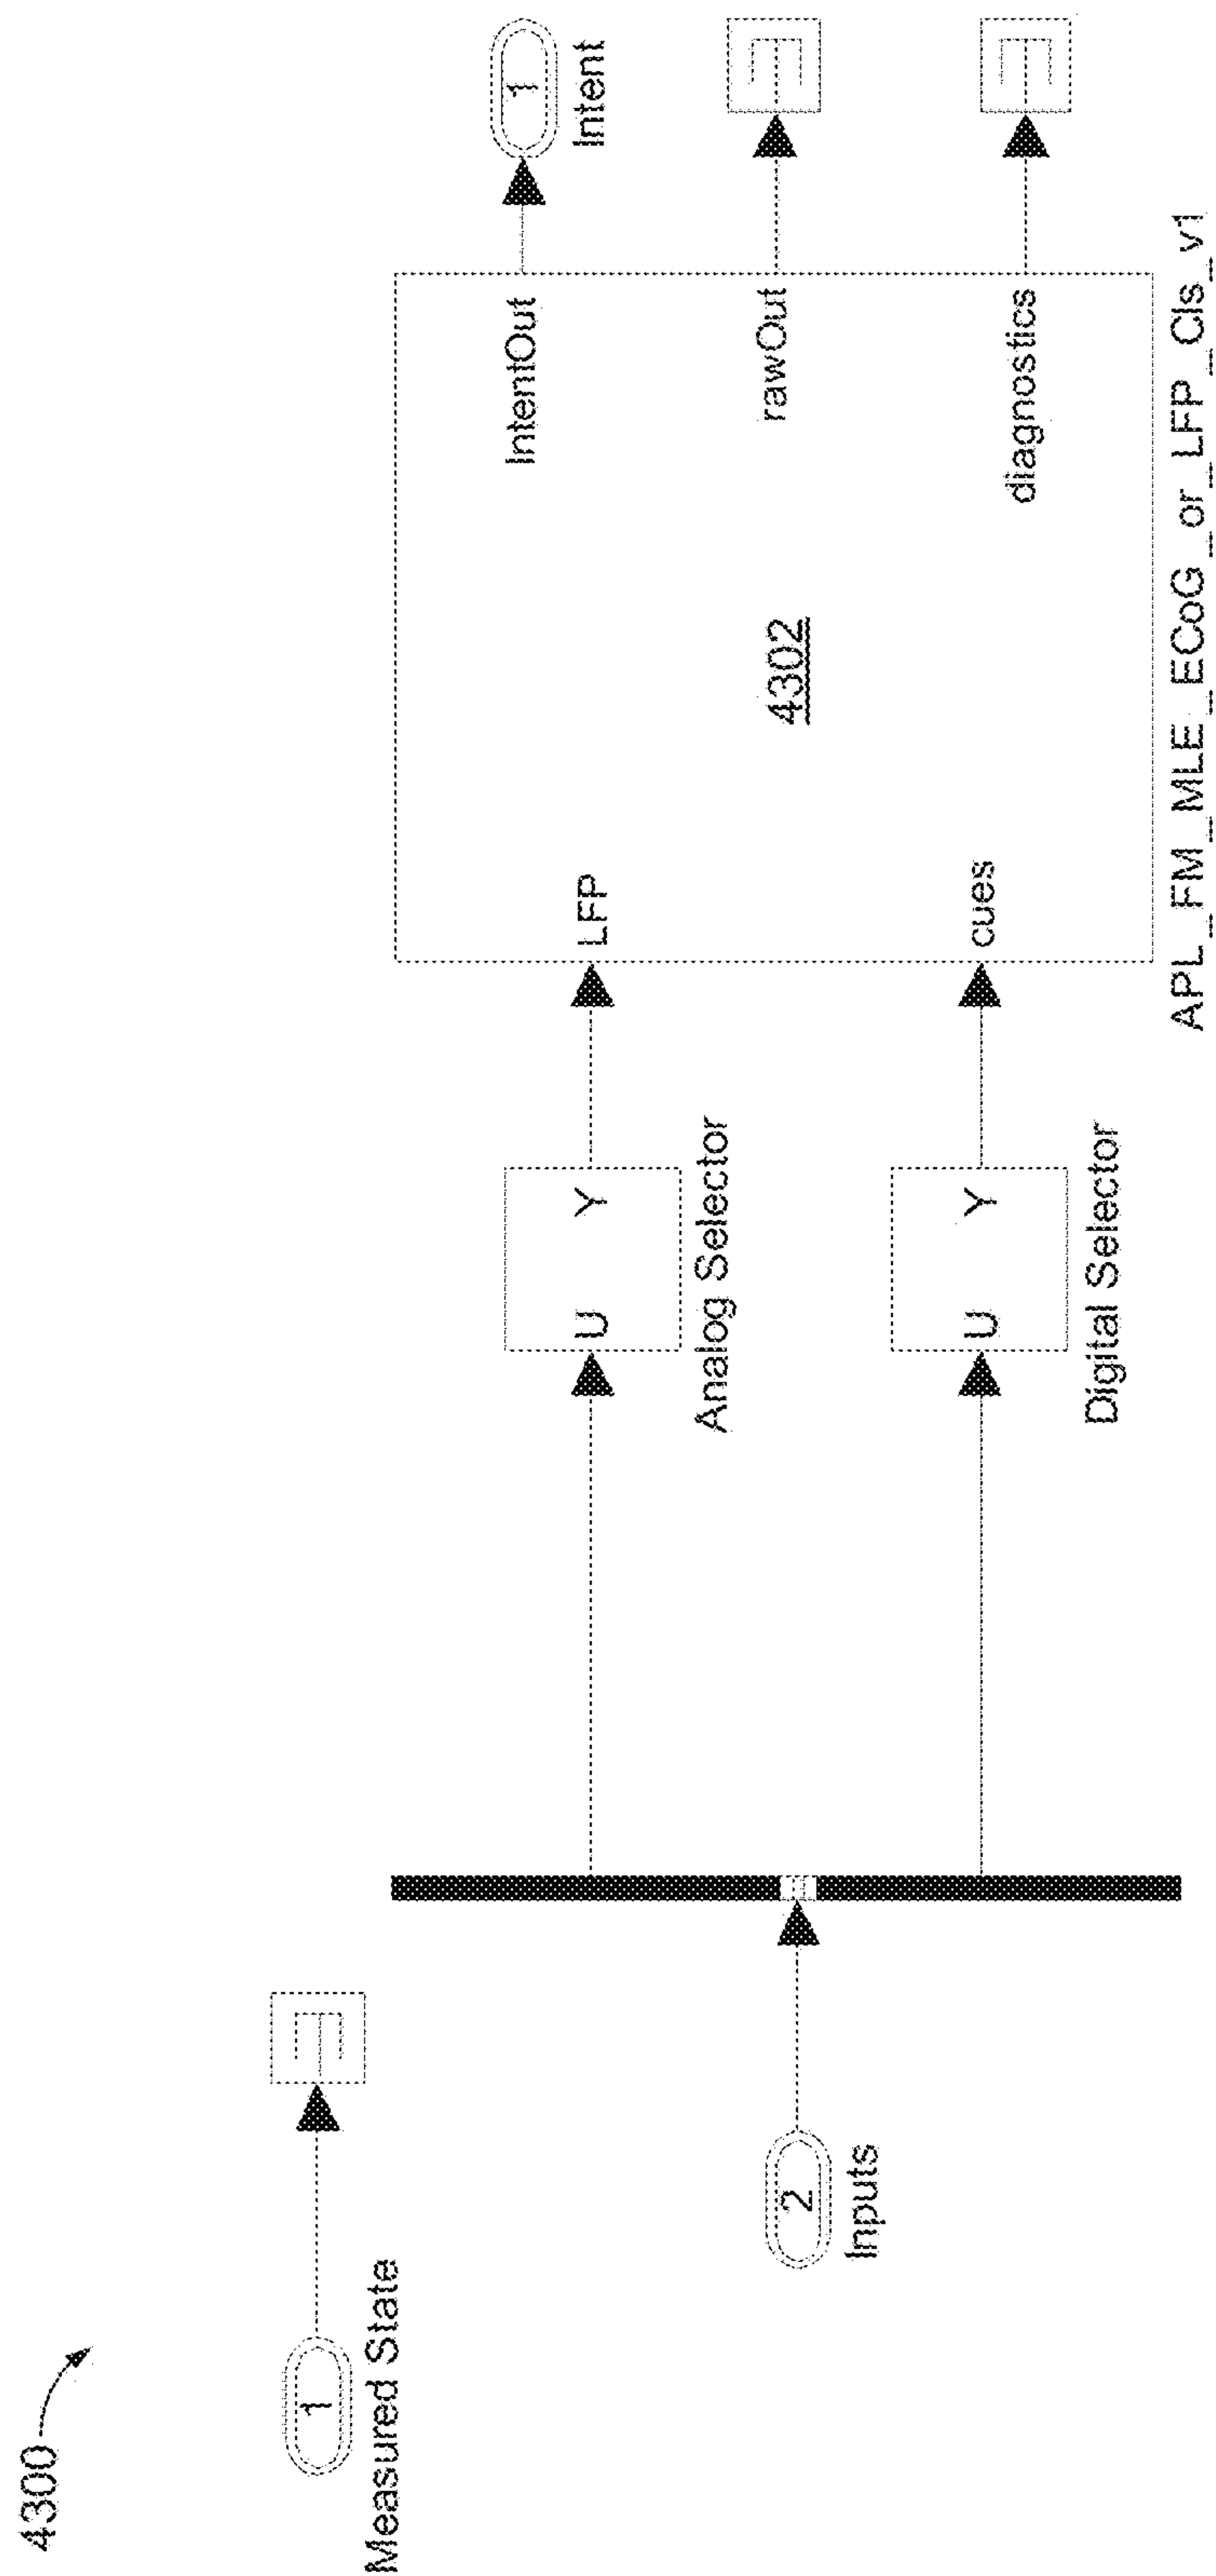 4300
1
Measured State
2
Inputs
U Y
Analog Selector
U Y
Digital Selector
LFP
cues
4302
IntentOut
rawOut
diagnostics
APL_FM_MLE_ECoG_or_LFP_Cls_v1
1
Intent